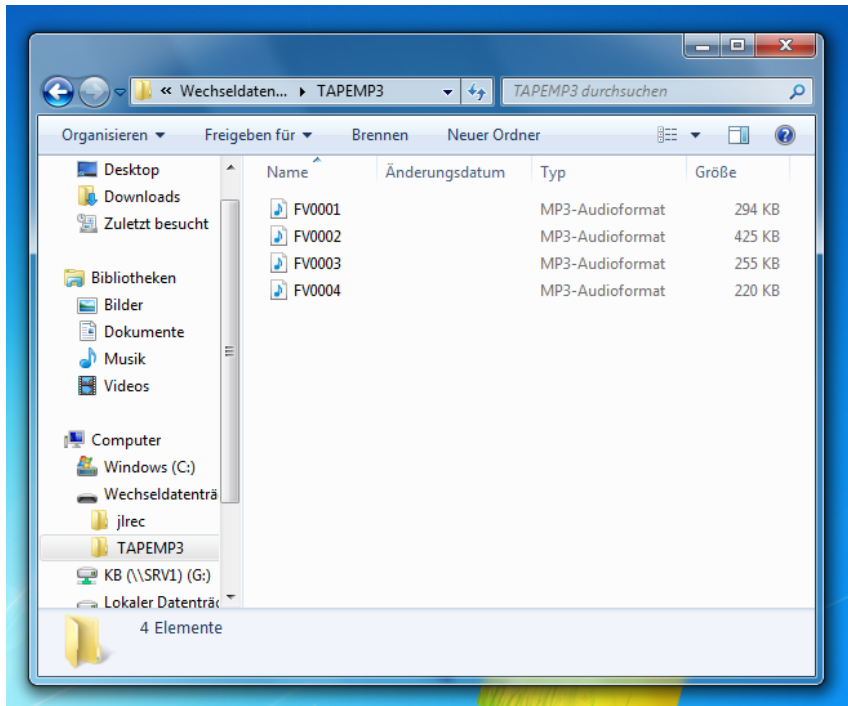 « Wechseldaten... ▸ TAPEMP3
TAPEMP3 durchsuchen
Organisieren Freigeben für Brennen Neuer Ordner
Desktop
Downloads
Zuletzt besucht
Bibliotheken
Bilder
Dokumente
Musik
Videos
Computer
Windows (C:)
Wechseldatenträ
jlrec
TAPEMP3
KB (\\SRV1) (G:)
Lokaler Datenträ
Name Änderungsdatum Typ Größe
FV0001 MP3-Audioformat 294 KB
FV0002 MP3-Audioformat 425 KB
FV0003 MP3-Audioformat 255 KB
FV0004 MP3-Audioformat 220 KB
4 Elemente